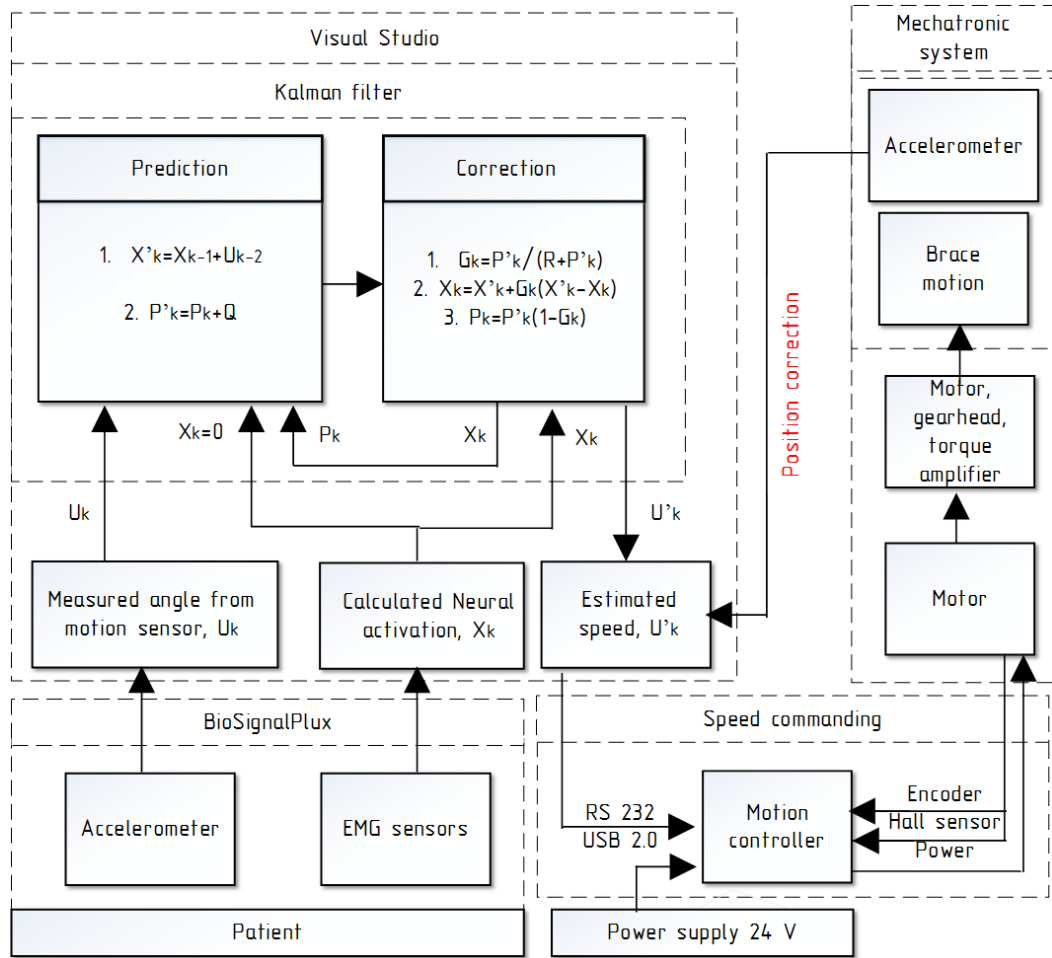 Visual Studio
Kalman filter
Prediction
1. X'k=Xk-1+Uk-2
2. P'k=Pk+Q
Correction
1. Gk=P'k/(R+P'k)
2. Xk=X'k+Gk(X'k-Xk)
3. Pk=P'k(1-Gk)
Xk=0
Pk
Xk
Xk
Uk
U'k
Measured angle from
motion sensor, Uk
Calculated Neural
activation, Xk
Estimated
speed, U'k
Position correction
Mechatronic
system
Accelerometer
Brace
motion
Motor,
gearhead,
torque
amplifier
Motor
BioSignalPlux
Accelerometer
EMG sensors
Patient
Speed commanding
RS 232
USB 2.0
Motion
controller
Encoder
Hall sensor
Power
Power supply 24 V